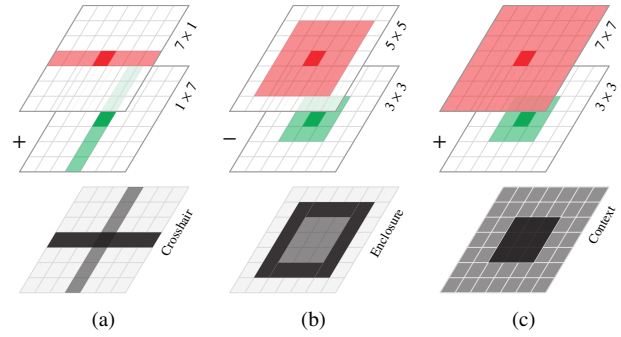 7 × 1
1 × 7
+
Crosshair
(a)
5 × 5
3 × 3
−
Enclosure
(b)
7 × 7
3 × 3
+
Context
(c)